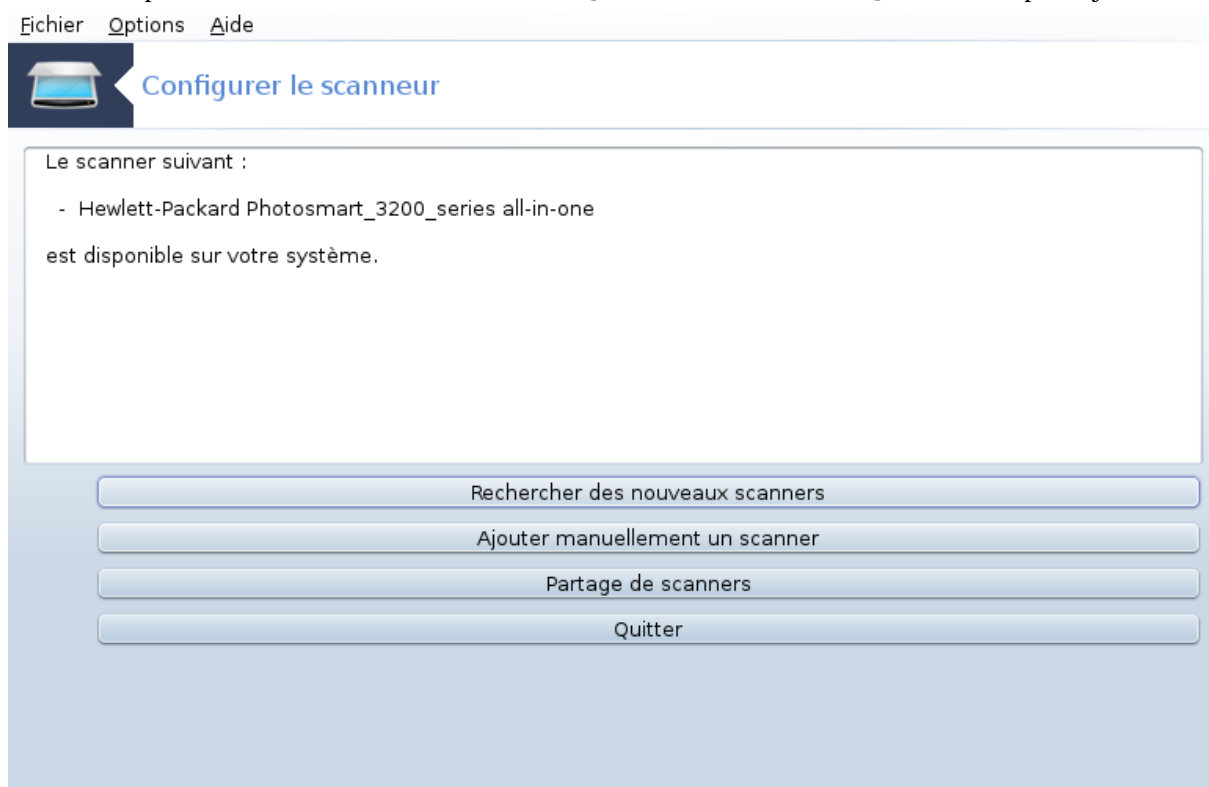 Fichier Options Aide
Configurer le scanneur
Le scanner suivant :
- Hewlett-Packard Photosmart_3200_series all-in-one
est disponible sur votre système.
Rechercher des nouveaux scanners
Ajouter manuellement un scanner
Partage de scanners
Quitter